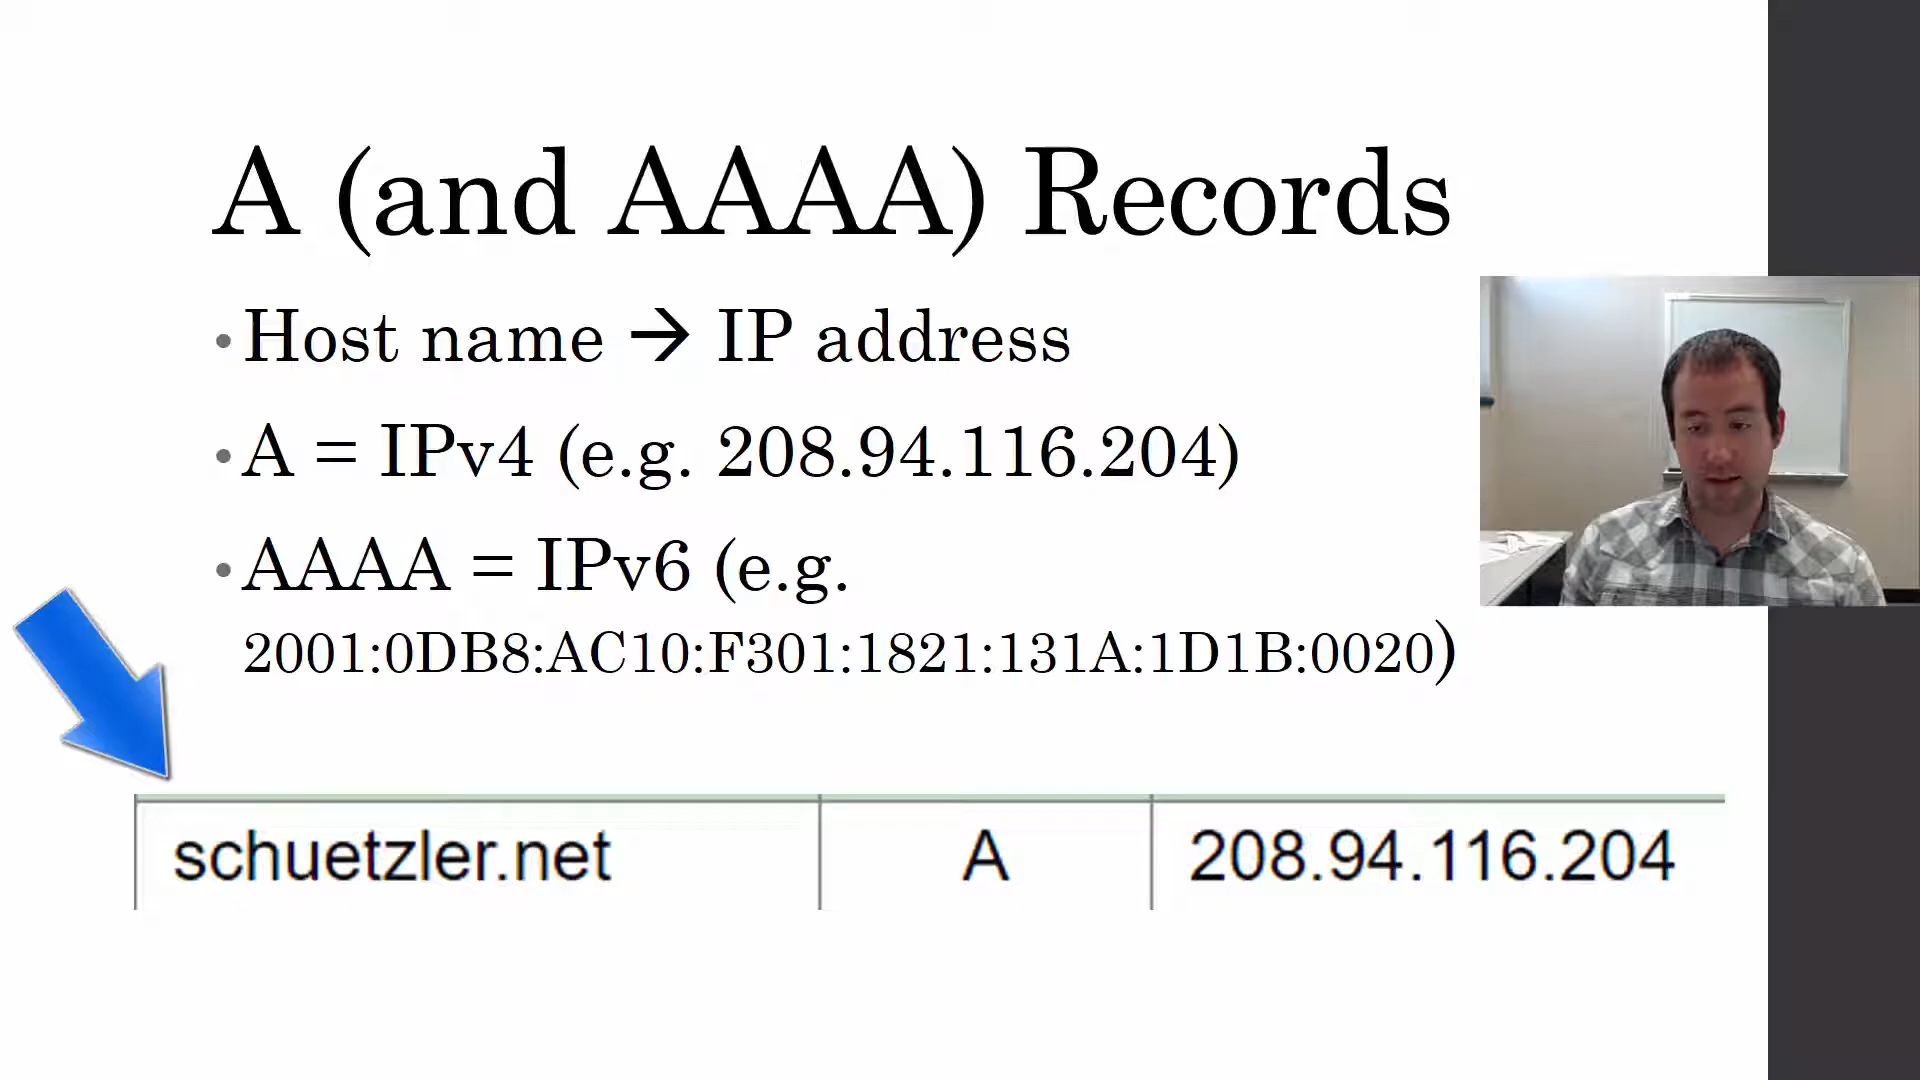 A (and AAAA) Records
•Host name → IP address
•A = IPv4 (e.g. 208.94.116.204)
•AAAA = IPv6 (e.g.
2001:0DB8:AC10:F301:1821:131A:1D1B:0020)
schuetzler.net A 208.94.116.204